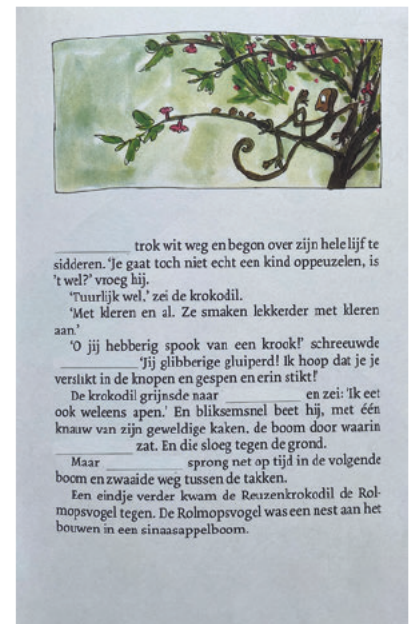 __________ trok wit weg en begon over zijn hele lijf te
sidderen. 'Je gaat toch niet echt een kind oppeuzelen, is
't wel?' vroeg hij.
'Tuurlijk wel,' zei de krokodil.
'Met kleren en al. Ze smaken lekkerder met kleren
aan.'
'O jij hebberig spook van een krock!' schreeuwde
__________ 'Jij glibberige gluiperd! Ik hoop dat je je
verslikt in de knopen en gespen en erin stikt!'
De krokodil grijnsde naar __________ en zei: 'Ik eet
ook weleens apen.' En bliksemsnel beet hij, met één
knauw van zijn geweldige kaken, de boom door waarin
__________ zat. En die sloeg tegen de grond.
Maar __________ sprong net op tijd in de volgende
boom en zwaaide weg tussen de takken.
Een eindje verder kwam de Reuzenkrokodil de Rol-
mopsvogel tegen. De Rolmopsvogel was een nest aan het
bouwen in een sinaasappelboom.